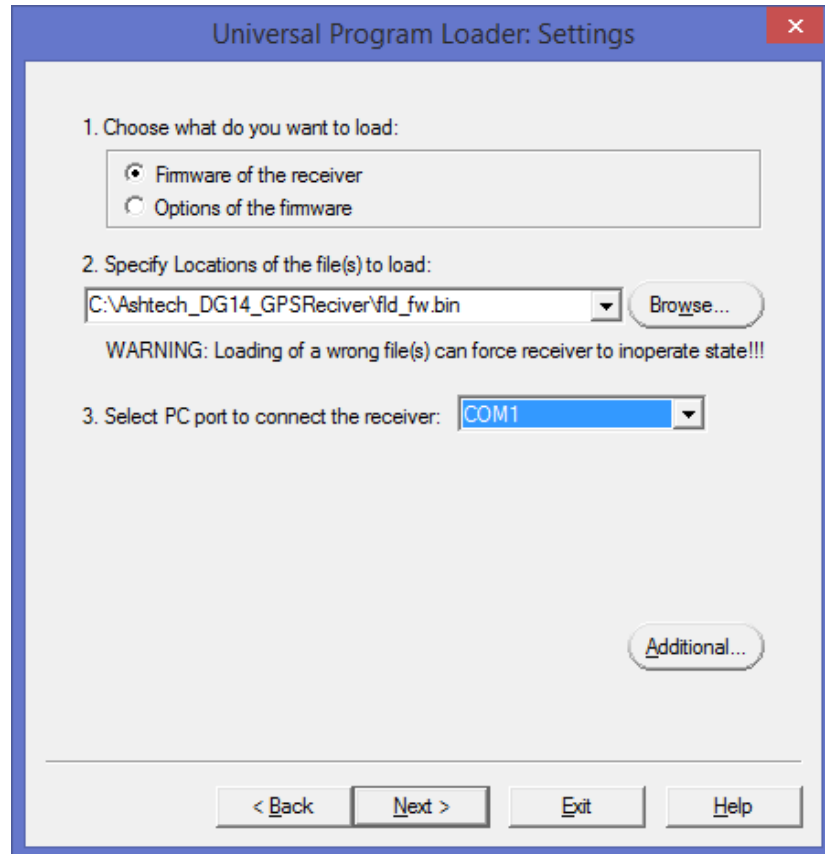 Universal Program Loader: Settings
1. Choose what do you want to load:
Firmware of the receiver
Options of the firmware
2. Specify Locations of the file(s) to load:
C:\Ashtech_DG14_GPSReciver\fld_fw.bin
Browse...
WARNING: Loading of a wrong file(s) can force receiver to inoperate state!!!
3. Select PC port to connect the receiver: COM1
Additional...
< Back Next > Exit Help